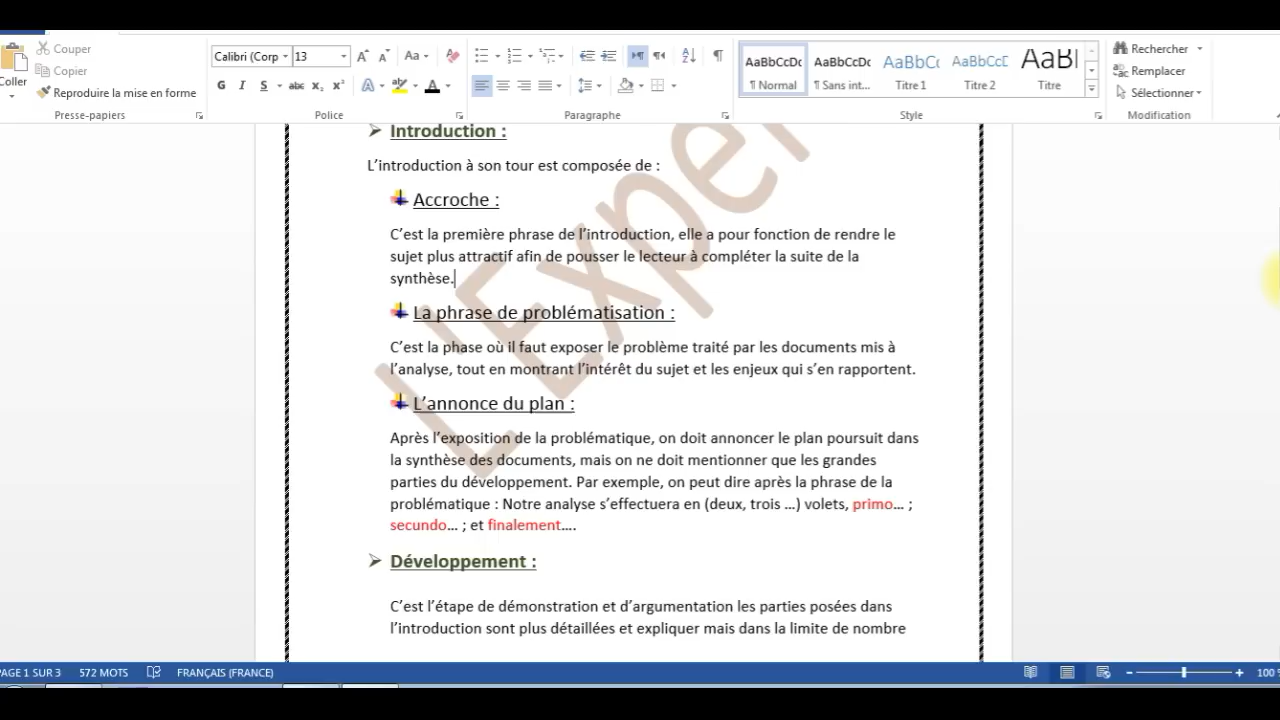 Couper
Calibri (Corp
13
Aa
AaBbCcDc
AaBbCcDc
AaBbC(
AaBbCcD
AaBl
Rechercher
Copier
Remplacer
Coller
Reproduire la mise en forme
G
I
S
abc
x₂
x²
A
A
¶ Normal
¶ Sans int...
Titre 1
Titre 2
Titre
Sélectionner
Presse-papiers
Police
Paragraphe
Style
Modification
Introduction :
L’introduction à son tour est composée de :
Accroche :
C’est la première phrase de l’introduction, elle a pour fonction de rendre le
sujet plus attractif afin de pousser le lecteur à compléter la suite de la
synthèse.
La phrase de problématisation :
C’est la phase où il faut exposer le problème traité par les documents mis à
l’analyse, tout en montrant l’intérêt du sujet et les enjeux qui s’en rapportent.
L’annonce du plan :
Après l’exposition de la problématique, on doit annoncer le plan poursuit dans
la synthèse des documents, mais on ne doit mentionner que les grandes
parties du développement. Par exemple, on peut dire après la phrase de la
problématique : Notre analyse s’effectuera en (deux, trois …) volets, primo… ;
secundo… ; et finalement….
Développement :
C’est l’étape de démonstration et d’argumentation les parties posées dans
l’introduction sont plus détaillées et expliquer mais dans la limite de nombre
L'Exper
PAGE 1 SUR 3
572 MOTS
FRANÇAIS (FRANCE)
100